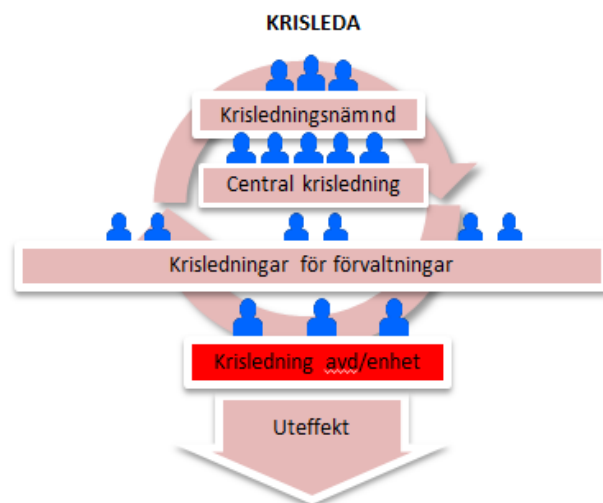 KRISLEDA
Krisledningsnämnd
Central krisledning
Krisledningar för förvaltningar
Krisledning avd/enhet
Uteffekt